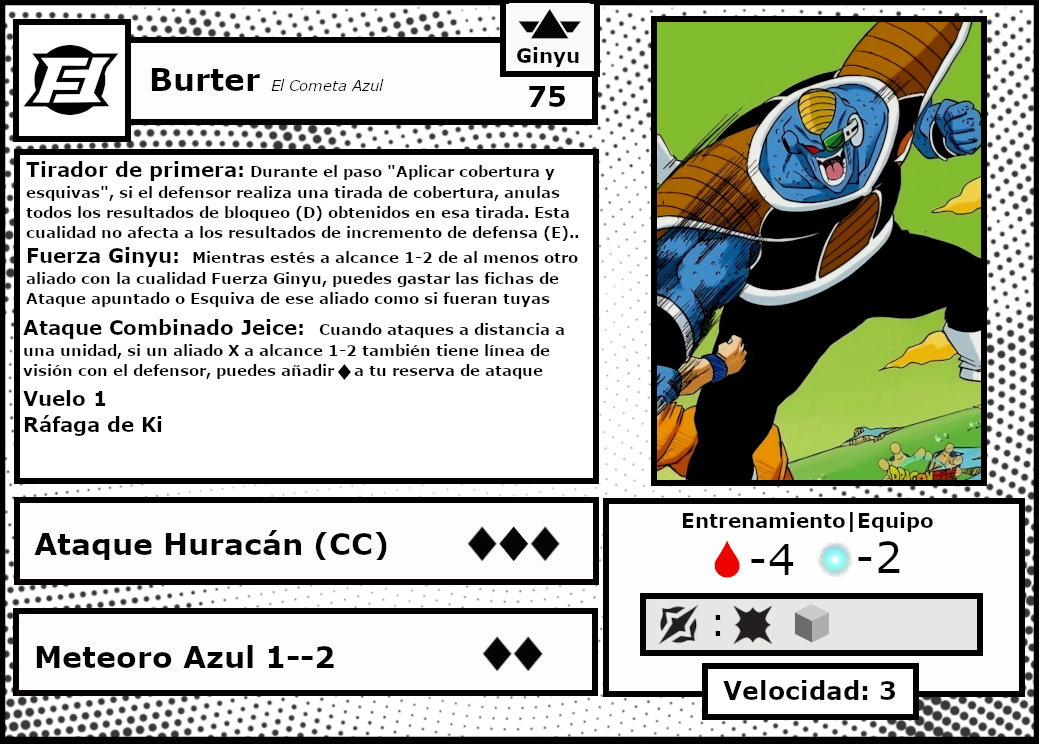 Ginyu
Burter El Cometa Azul
75
Tirador de primera: Durante el paso "Aplicar cobertura y
esquivas", si el defensor realiza una tirada de cobertura, anulas
todos los resultados de bloqueo (D) obtenidos en esa tirada. Esta
cualidad no afecta a los resultados de incremento de defensa (E)..
Fuerza Ginyu: Mientras estés a alcance 1-2 de al menos otro
aliado con la cualidad Fuerza Ginyu, puedes gastar las fichas de
Ataque apuntado o Esquiva de ese aliado como si fueran tuyas
Ataque Combinado Jeice: Cuando ataques a distancia a
una unidad, si un aliado X a alcance 1-2 también tiene línea de
visión con el defensor, puedes añadir ♦ a tu reserva de ataque
Vuelo 1
Ráfaga de Ki
Ataque Huracán (CC)
Meteoro Azul 1--2
Entrenamiento|Equipo
-4 -2
:
Velocidad: 3